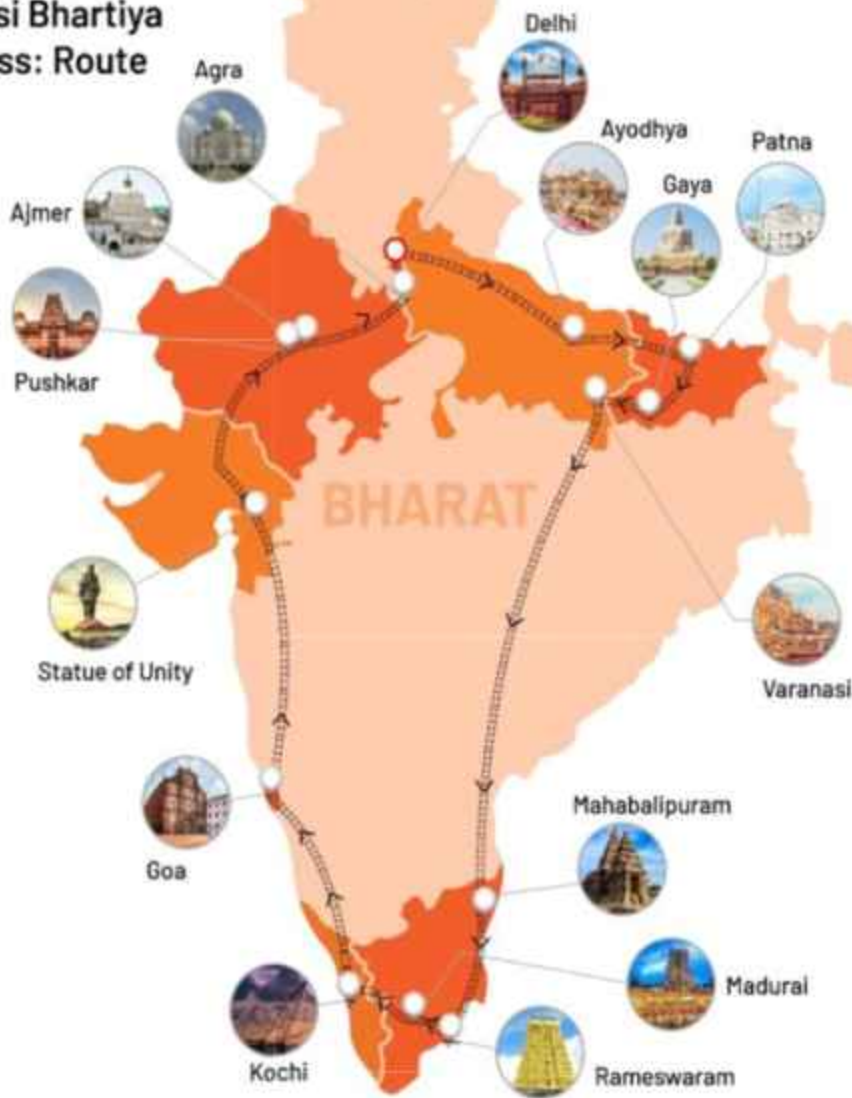 si Bhartiya
ss: Route
Delhi
Agra
Ayodhya
Patna
Gaya
Ajmer
Pushkar
BHARAT
Statue of Unity
Varanasi
Mahabalipuram
Goa
Madurai
Kochi
Rameswaram